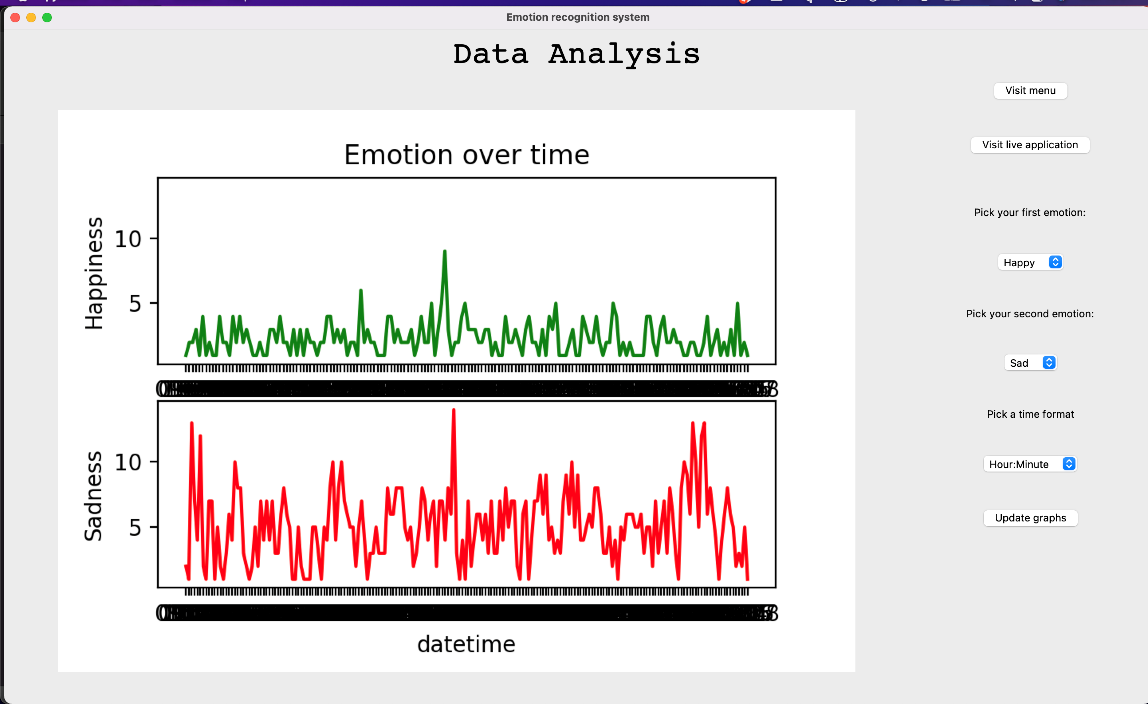 Emotion recognition system
Data Analysis
Visit menu
Visit live application
Pick your first emotion:
Happy
Pick your second emotion:
Sad
Pick a time format
Hour:Minute
Update graphs
Emotion over time
Happiness
10
5
Sadness
10
5
datetime